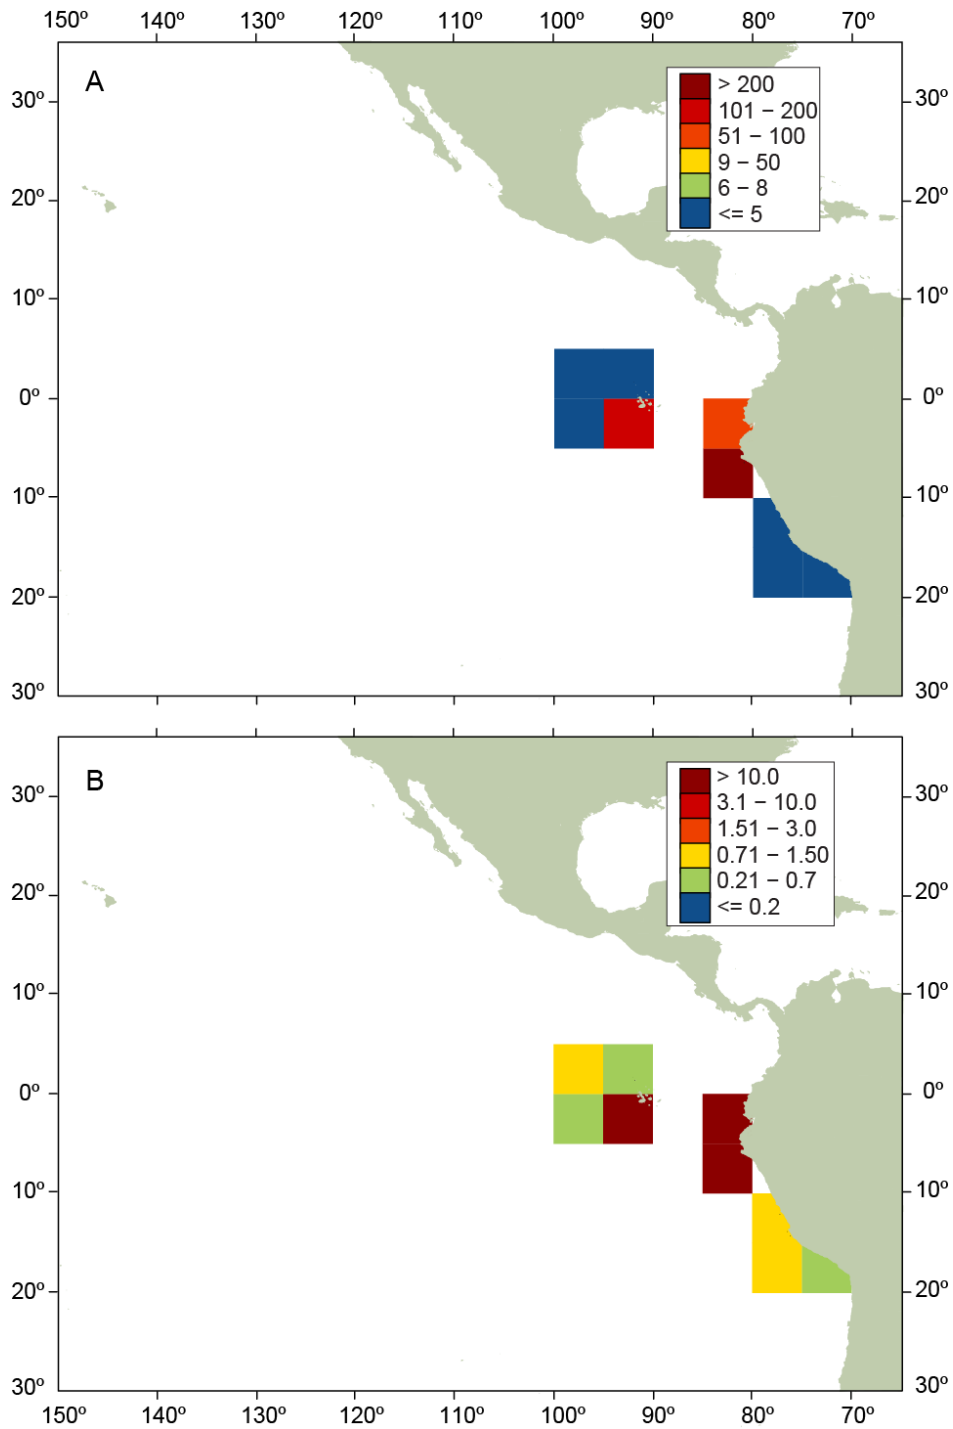 150º 140º 130º 120º 110º 100º 90º 80º 70º
A
> 200
101 − 200
51 − 100
9 − 50
6 − 8
<= 5
30º 30º
20º 20º
10º 10º
0º 0º
10º 10º
20º 20º
30º 30º
B
> 10.0
3.1 − 10.0
1.51 − 3.0
0.71 − 1.50
0.21 − 0.7
<= 0.2
30º 30º
20º 20º
10º 10º
0º 0º
10º 10º
20º 20º
30º 30º
150º 140º 130º 120º 110º 100º 90º 80º 70º